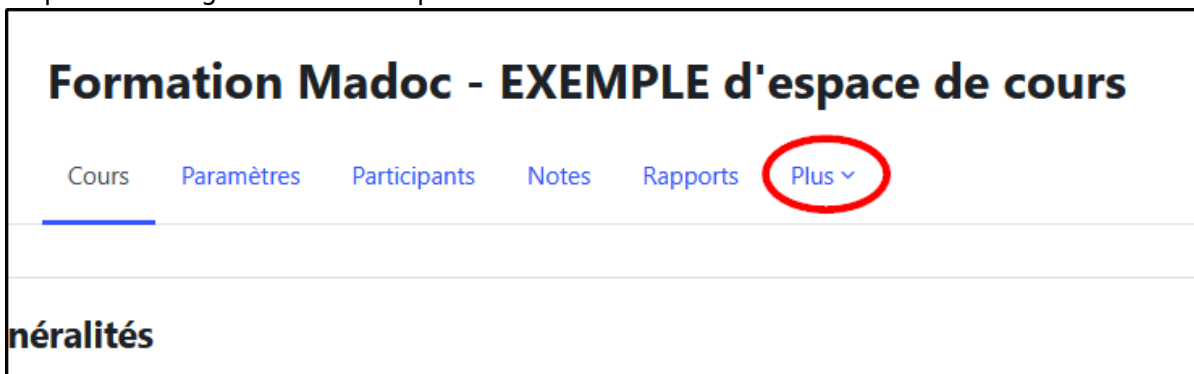 Formation Madoc - EXEMPLE d'espace de cours
Cours Paramètres Participants Notes Rapports Plus
néralités